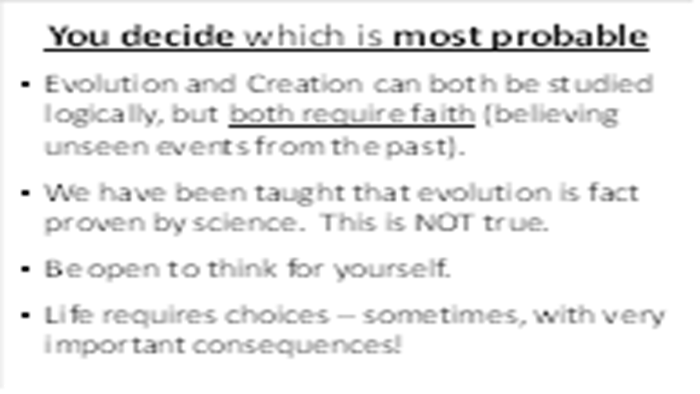 You decide which is most probable
▪ Evolution and Creation can both be studied
logically, but both require faith (believing
unseen events from the past).
▪ We have been taught that evolution is fact
proven by science. This is NOT true.
▪ Be open to think for yourself.
▪ Life requires choices – sometimes, with very
important consequences!